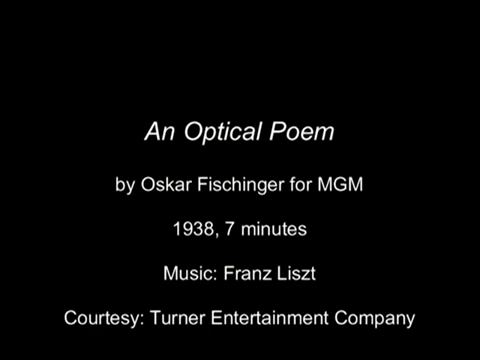 An Optical Poem
by Oskar Fischinger for MGM
1938, 7 minutes
Music: Franz Liszt
Courtesy: Turner Entertainment Company